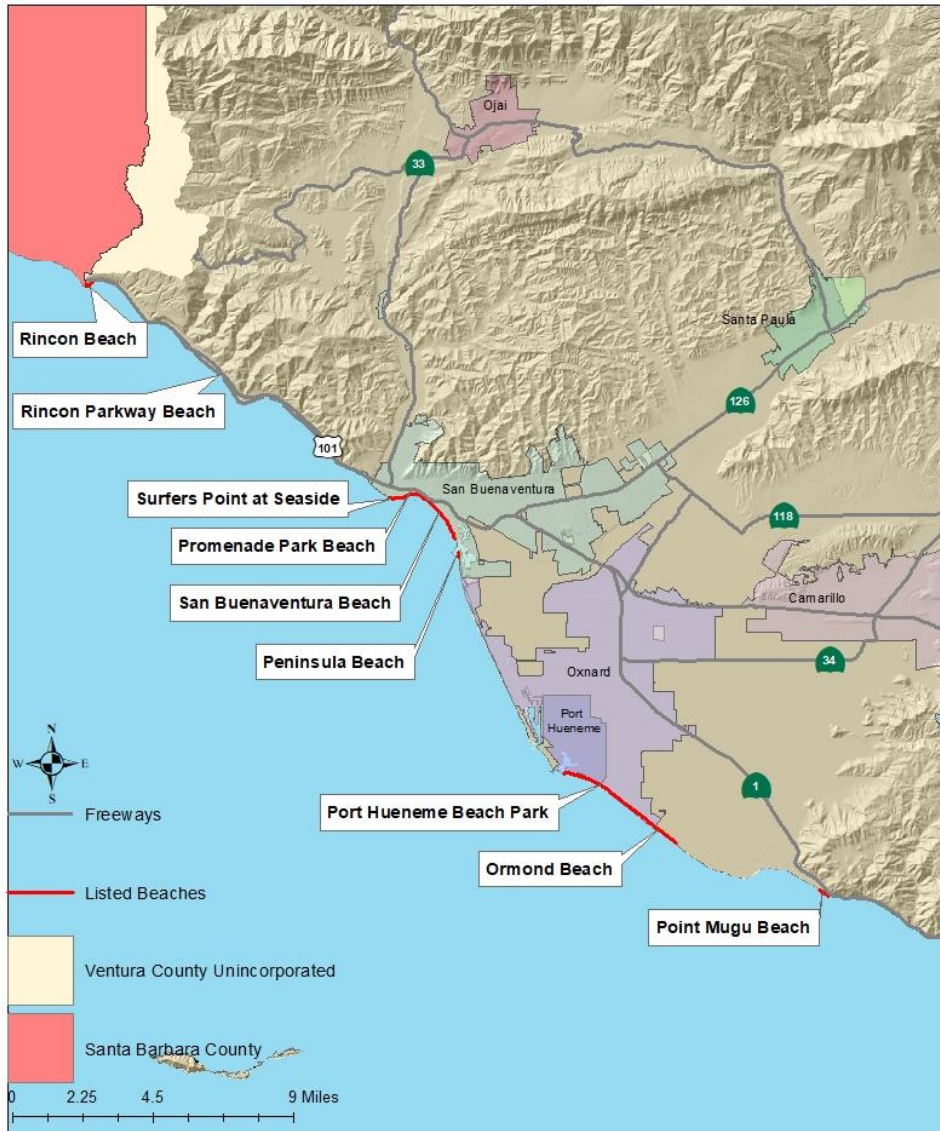 Ojai
33
Santa Paula
Rincon Beach
Rincon Parkway Beach
126
101
San Buenaventura
Surfers Point at Seaside
118
Promenade Park Beach
San Buenaventura Beach
Camarillo
Peninsula Beach
34
Oxnard
Port
Hueneme
N
W
E
S
1
Port Hueneme Beach Park
Freeways
Ormond Beach
Listed Beaches
Point Mugu Beach
Ventura County Unincorporated
Santa Barbara County
0 2.25 4.5 9 Miles